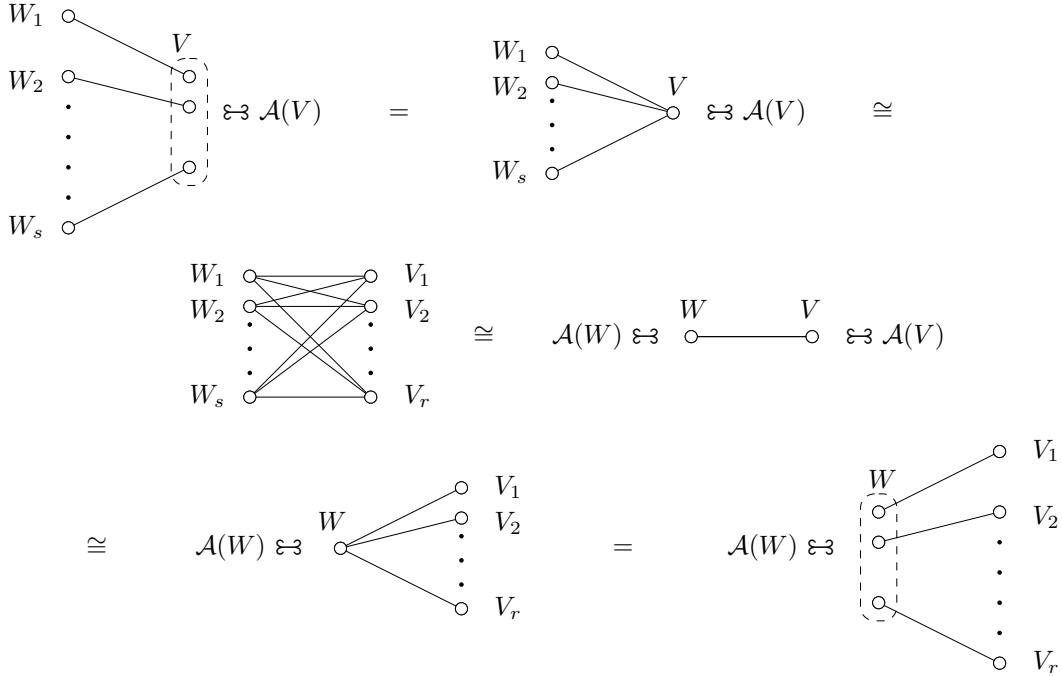 W_1
V
W_2 𝒜(V) =
W_s
W_1
W_2 V 𝒜(V) ≅
W_s
W_1 V_1
W_2 V_2
W_s V_r
≅ 𝒜(W) W V 𝒜(V)
≅ 𝒜(W) W
V_1
V_2
V_r
= 𝒜(W) W
V_1
V_2
V_r